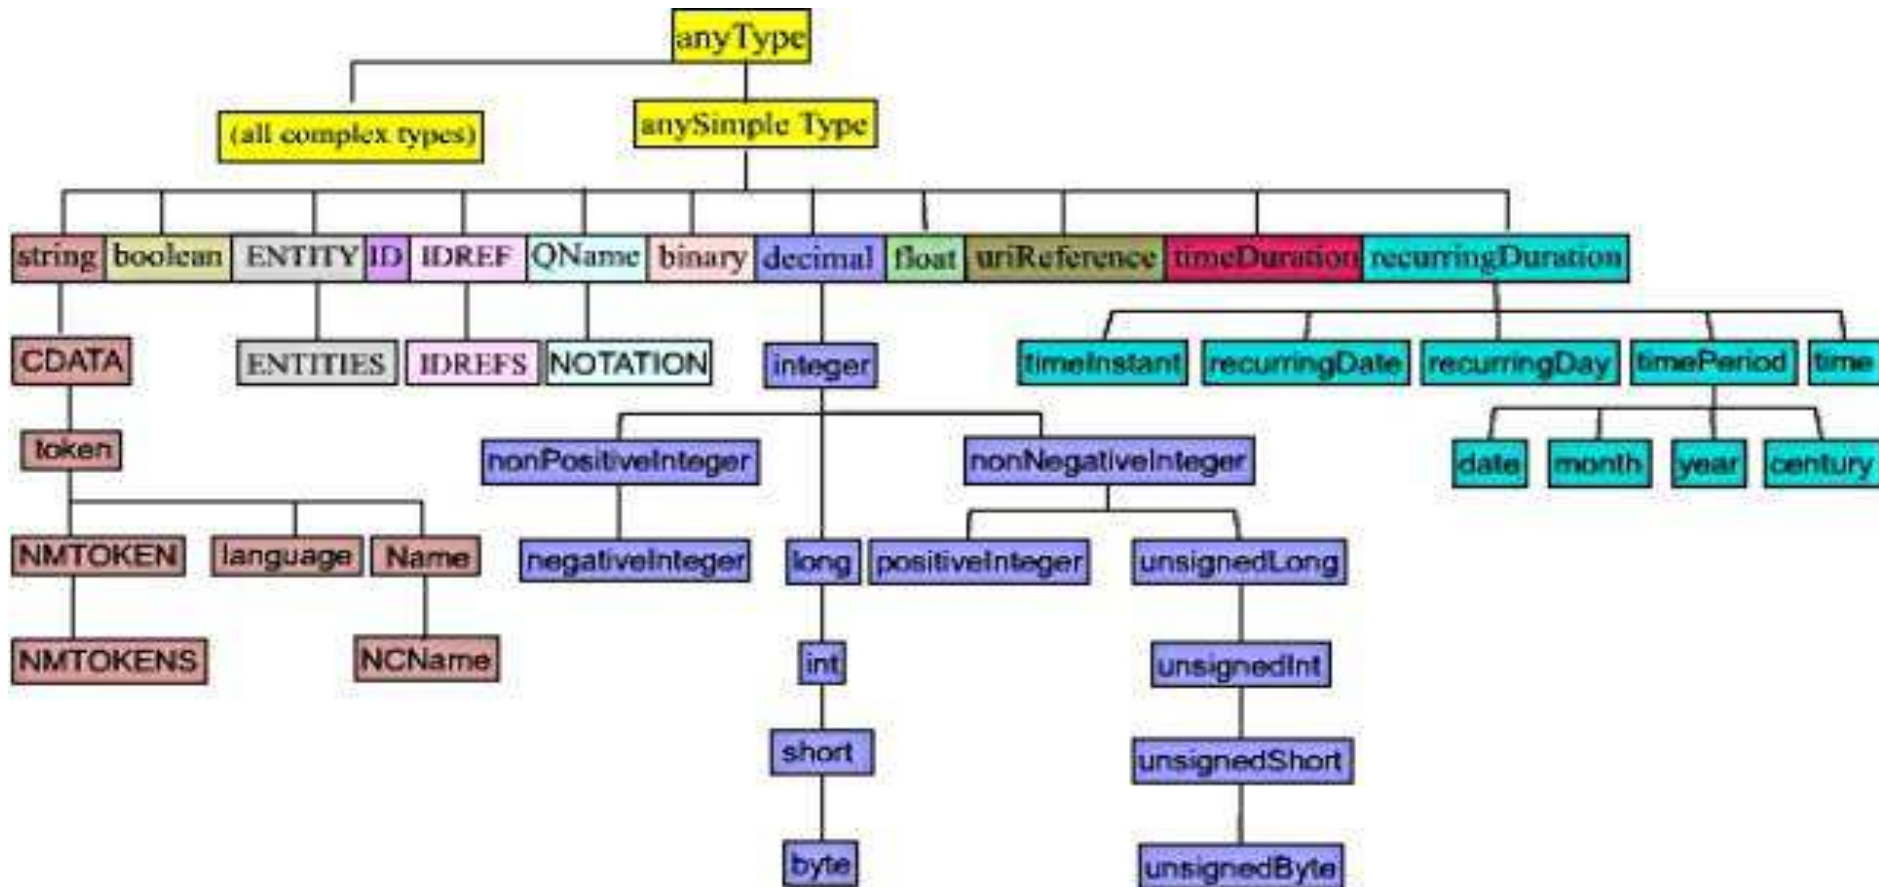 anyType
(all complex types)
anySimple Type
string boolean ENTITY ID IDREF QName binary decimal float uriReference timeDuration recurringDuration
CDATA ENTITIES IDREFS NOTATION integer timeInstant recurringDate recurringDay timePeriod time
token nonPositiveInteger nonNegativeInteger date month year century
NMTOKEN language Name negativeInteger long positiveInteger unsignedLong
NMTOKENS NCName int unsignedInt
short unsignedShort
byte unsignedByte